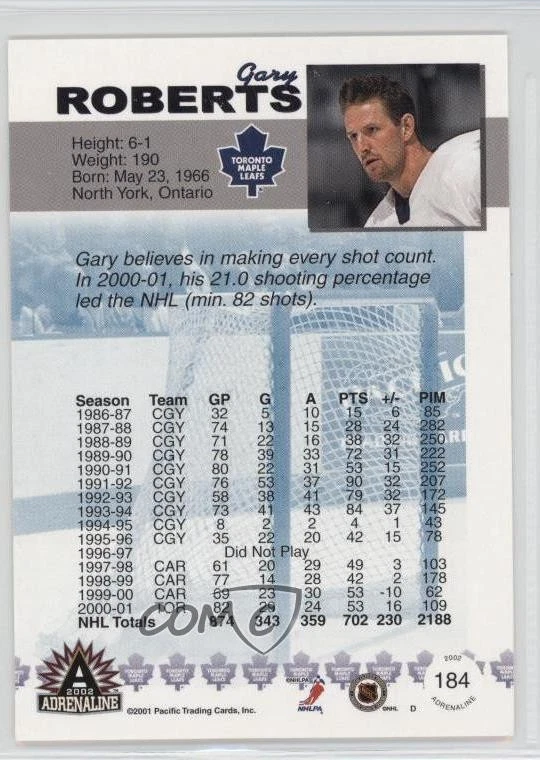 Gary
ROBERTS
Height: 6-1
Weight: 190
Born: May 23, 1966
North York, Ontario
TORONTO
MAPLE
LEAFS
Gary believes in making every shot count.
In 2000-01, his 21.0 shooting percentage
led the NHL (min. 82 shots).
Season Team GP G A PTS +/- PIM
1986-87 CGY 32 5 10 15 6 85
1987-88 CGY 74 13 15 28 24 282
1988-89 CGY 71 22 16 38 32 250
1989-90 CGY 78 39 33 72 31 222
1990-91 CGY 80 22 31 53 15 252
1991-92 CGY 76 53 37 90 32 207
1992-93 CGY 58 38 41 79 32 172
1993-94 CGY 73 41 43 84 37 145
1994-95 CGY 8 2 2 4 1 43
1995-96 CGY 35 22 20 42 15 78
1996-97 Did Not Play
1997-98 CAR 61 20 29 49 3 103
1998-99 CAR 77 14 28 42 2 178
1999-00 CAR 69 23 30 53 -10 62
2000-01 TOR 82 29 24 53 16 109
NHL Totals 874 343 359 702 230 2188
COMC
A
2002
ADRENALINE
©2001 Pacific Trading Cards, Inc.
©NHLPA
NHLPA
©NHL D
2002
184
ADRENALINE